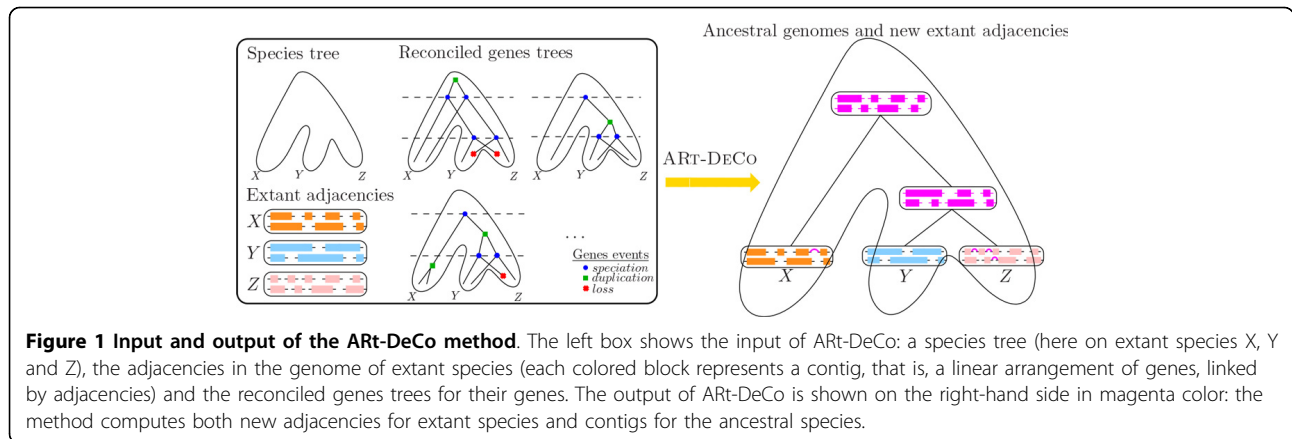 Species tree
Reconciled genes trees
X
Y
Z
X
Y
Z
X
Y
Z
Extant adjacencies
X
Y
Z
X
Y
Z
...
Genes events
speciation
duplication
loss
ART-DECO
Ancestral genomes and new extant adjacencies
X
Y
Z
Figure 1 Input and output of the ARt-DeCo method. The left box shows the input of ARt-DeCo: a species tree (here on extant species X, Y
and Z), the adjacencies in the genome of extant species (each colored block represents a contig, that is, a linear arrangement of genes, linked
by adjacencies) and the reconciled genes trees for their genes. The output of ARt-DeCo is shown on the right-hand side in magenta color: the
method computes both new adjacencies for extant species and contigs for the ancestral species.